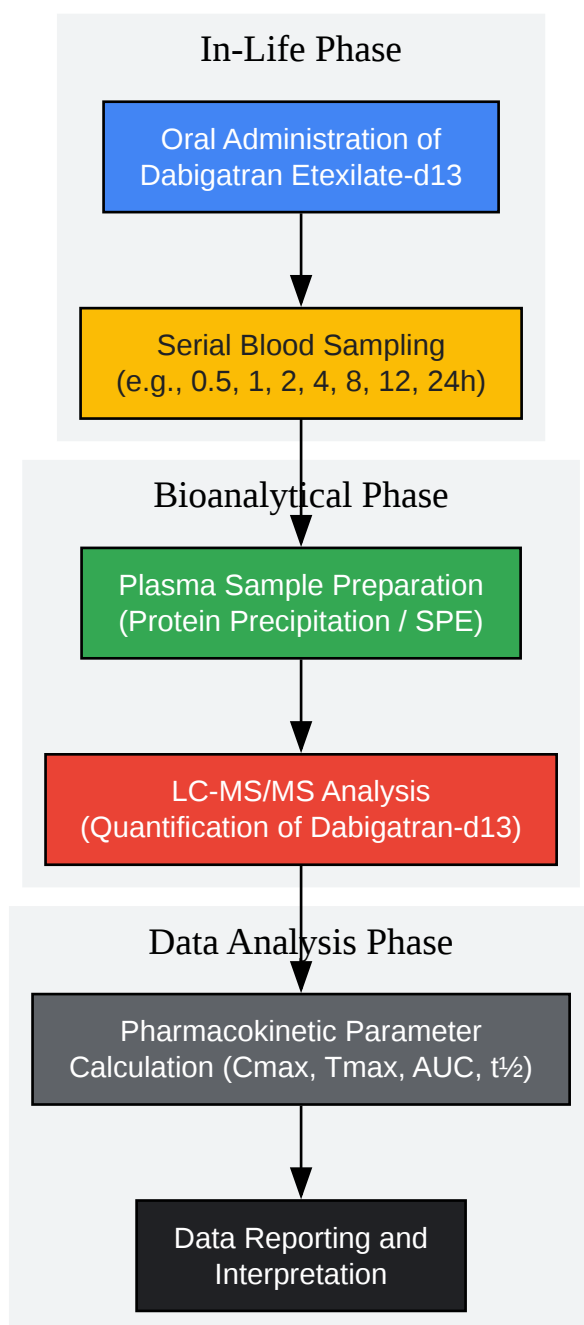 In-Life Phase
Oral Administration of
Dabigatran Etexilate-d13
Serial Blood Sampling
(e.g., 0.5, 1, 2, 4, 8, 12, 24h)
Bioanalytical Phase
Plasma Sample Preparation
(Protein Precipitation / SPE)
LC-MS/MS Analysis
(Quantification of Dabigatran-d13)
Data Analysis Phase
Pharmacokinetic Parameter
Calculation (Cmax, Tmax, AUC, t½)
Data Reporting and
Interpretation